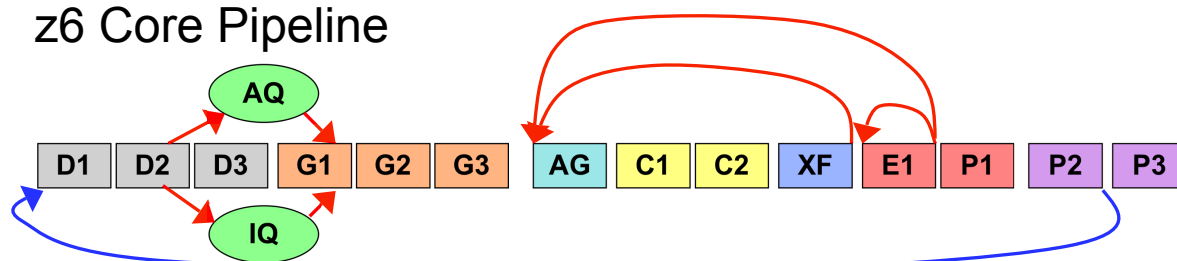 z6 Core Pipeline
AQ
D1 D2 D3 G1 G2 G3 AG C1 C2 XF E1 P1 P2 P3
IQ